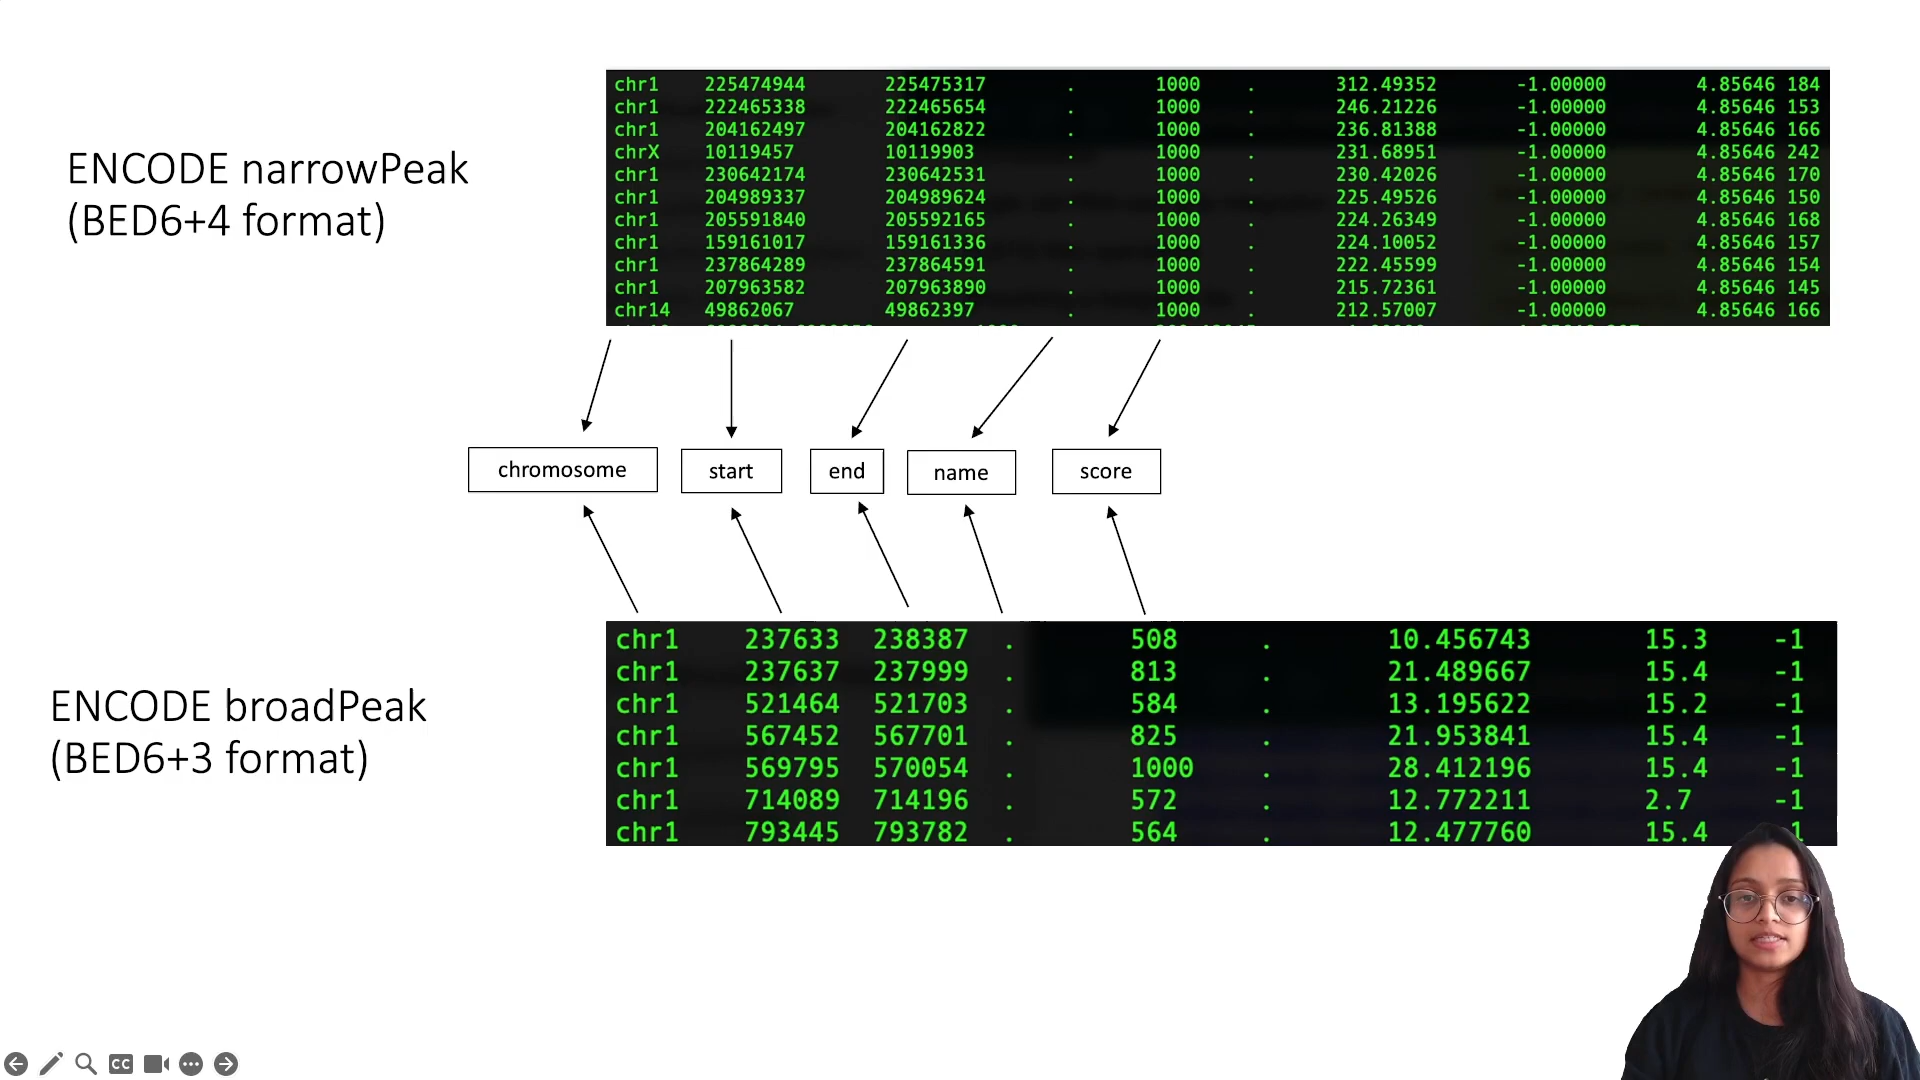 ENCODE narrowPeak
(BED6+4 format)
chr1 225474944 225475317 . 1000 . 312.49352 -1.00000 4.85646 184
chr1 222465338 222465654 . 1000 . 246.21226 -1.00000 4.85646 153
chr1 204162497 204162822 . 1000 . 236.81388 -1.00000 4.85646 166
chrX 10119457 10119903 . 1000 . 231.68951 -1.00000 4.85646 242
chr1 230642174 230642531 . 1000 . 230.42026 -1.00000 4.85646 170
chr1 204989337 204989624 . 1000 . 225.49526 -1.00000 4.85646 150
chr1 205591840 205592165 . 1000 . 224.26349 -1.00000 4.85646 168
chr1 159161017 159161336 . 1000 . 224.10052 -1.00000 4.85646 157
chr1 237864289 237864591 . 1000 . 222.45599 -1.00000 4.85646 154
chr1 207963582 207963890 . 1000 . 215.72361 -1.00000 4.85646 145
chr14 49862067 49862397 . 1000 . 212.57007 -1.00000 4.85646 166
chromosome start end name score
ENCODE broadPeak
(BED6+3 format)
chr1 237633 238387 . 508 . 10.456743 15.3 -1
chr1 237637 237999 . 813 . 21.489667 15.4 -1
chr1 521464 521703 . 584 . 13.195622 15.2 -1
chr1 567452 567701 . 825 . 21.953841 15.4 -1
chr1 569795 570054 . 1000 . 28.412196 15.4 -1
chr1 714089 714196 . 572 . 12.772211 2.7 -1
chr1 793445 793782 . 564 . 12.477760 15.4 1
CC